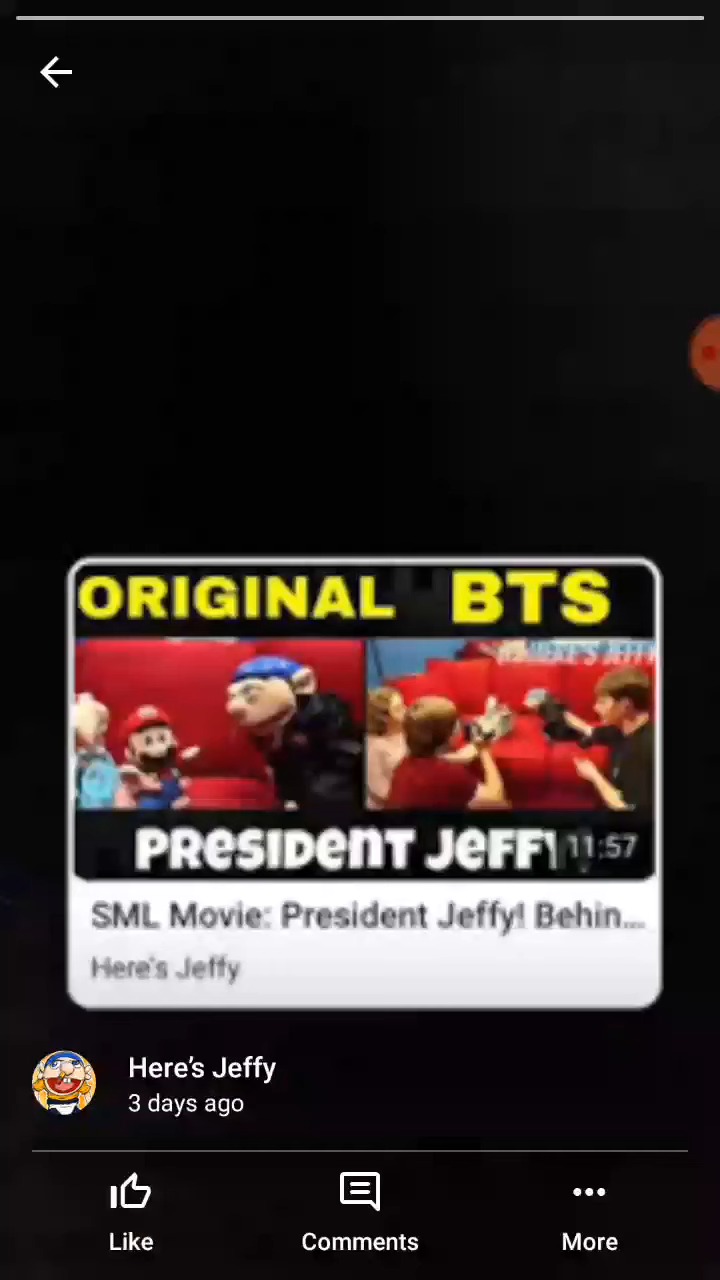 ORIGINAL BTS
PRESIDENT JEFFY
11:57
SML Movie: President Jeffy! Behin...
Here's Jeffy
Here’s Jeffy
3 days ago
Like Comments More